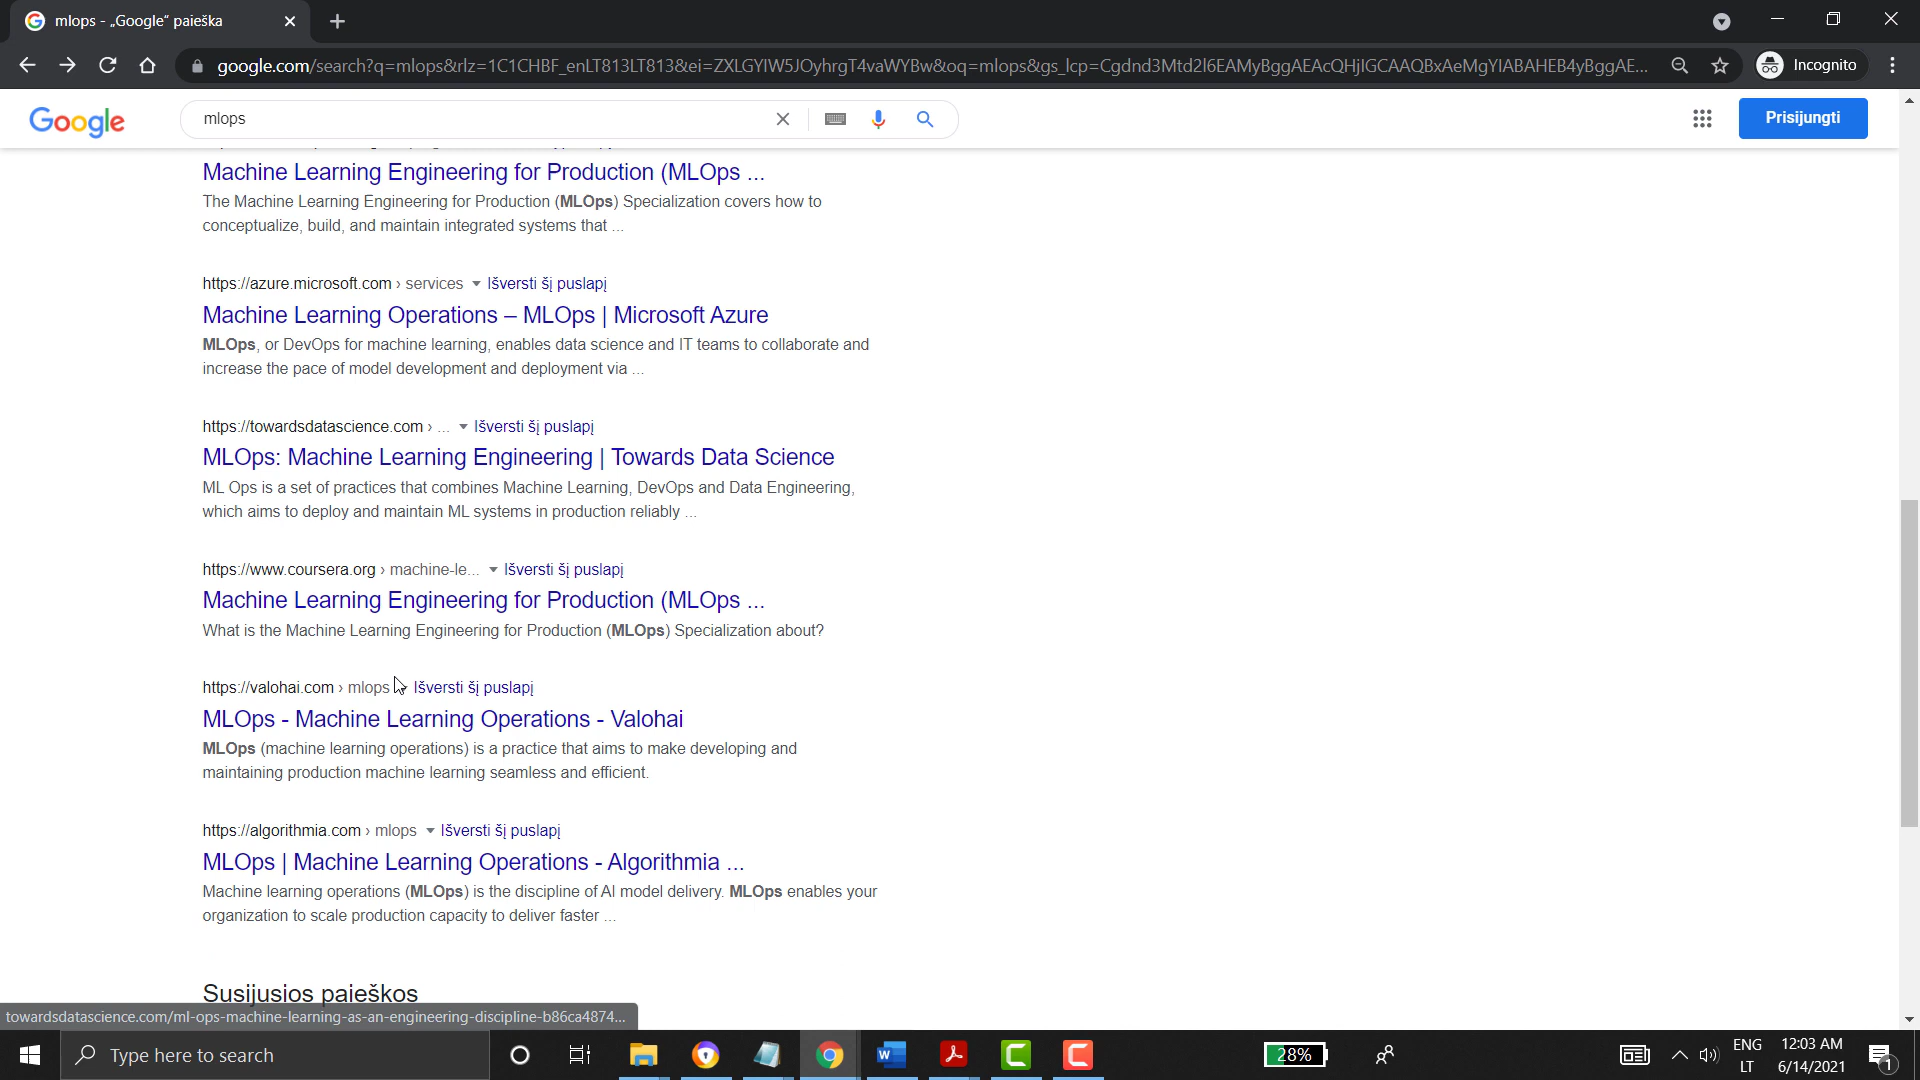 mlops - „Google“ paieška
google.com/search?q=mlops&rlz=1C1CHBF_enLT813LT813&ei=ZXLGYIW5JOyhrgT4vaWYBw&oq=mlops&gs_lcp=Cgdnd3Mtd2l6EAMyBggAEAcQHjIGCAAQBxAeMgYIABAHEB4yBggAE...
Incognito
Google
mlops
Prisijungti
Machine Learning Engineering for Production (MLOps ...
The Machine Learning Engineering for Production (MLOps) Specialization covers how to
conceptualize, build, and maintain integrated systems that ...
https://azure.microsoft.com › services Išversti šį puslapį
Machine Learning Operations – MLOps | Microsoft Azure
MLOps, or DevOps for machine learning, enables data science and IT teams to collaborate and
increase the pace of model development and deployment via ...
https://towardsdatascience.com › ... Išversti šį puslapį
MLOps: Machine Learning Engineering | Towards Data Science
ML Ops is a set of practices that combines Machine Learning, DevOps and Data Engineering,
which aims to deploy and maintain ML systems in production reliably ...
https://www.coursera.org › machine-le... Išversti šį puslapį
Machine Learning Engineering for Production (MLOps ...
What is the Machine Learning Engineering for Production (MLOps) Specialization about?
https://valohai.com › mlops Išversti šį puslapį
MLOps - Machine Learning Operations - Valohai
MLOps (machine learning operations) is a practice that aims to make developing and
maintaining production machine learning seamless and efficient.
https://algorithmia.com › mlops Išversti šį puslapį
MLOps | Machine Learning Operations - Algorithmia ...
Machine learning operations (MLOps) is the discipline of AI model delivery. MLOps enables your
organization to scale production capacity to deliver faster ...
Susijusios paieškos
towardsdatascience.com/ml-ops-machine-learning-as-an-engineering-discipline-b86ca4874...
Type here to search
28%
ENG
LT
12:03 AM
6/14/2021
1